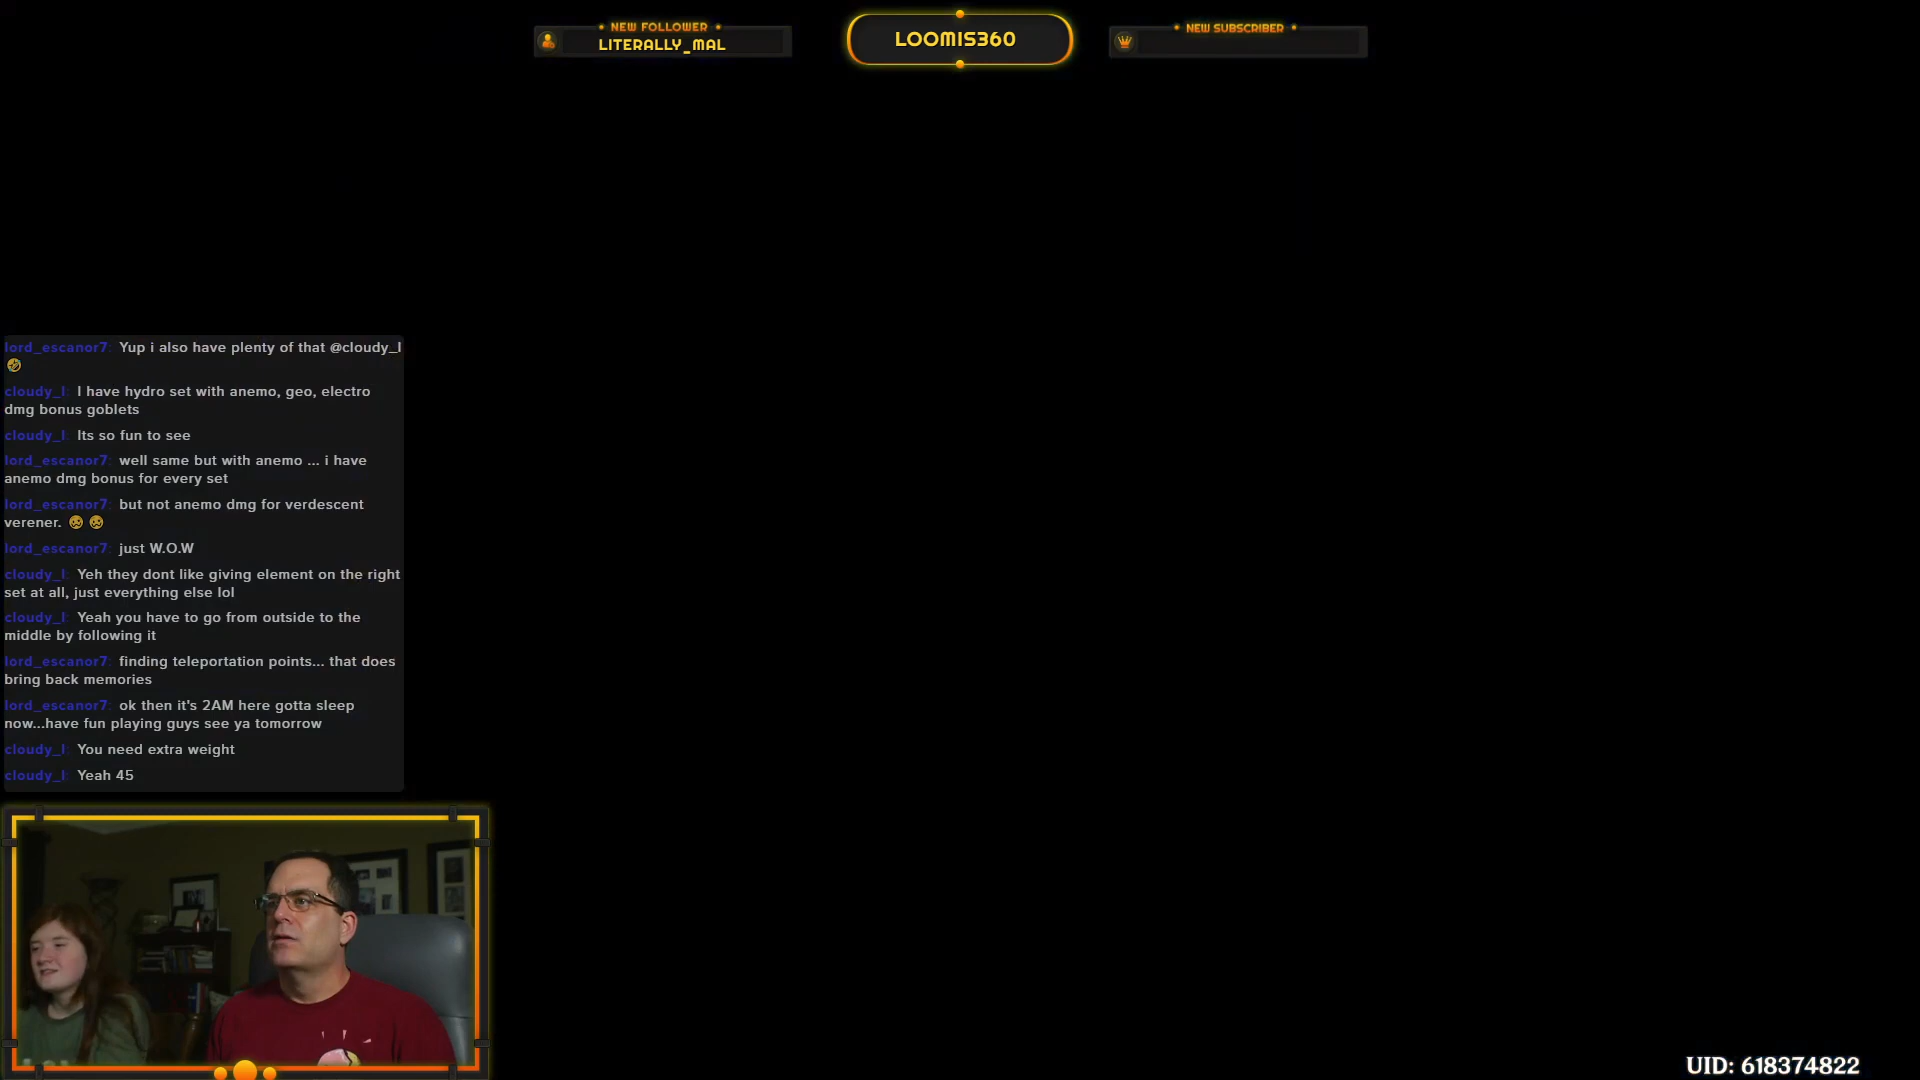 NEW FOLLOWER
LITERALLY_MAL
LOOMIS360
NEW SUBSCRIBER
lord_escanor7: Yup i also have plenty of that @cloudy_l
cloudy_l: I have hydro set with anemo, geo, electro
dmg bonus goblets
cloudy_l: Its so fun to see
lord_escanor7: well same but with anemo ... i have
anemo dmg bonus for every set
lord_escanor7: but not anemo dmg for verdescent
verener.
lord_escanor7: just W.O.W
cloudy_l: Yeh they dont like giving element on the right
set at all, just everything else lol
cloudy_l: Yeah you have to go from outside to the
middle by following it
lord_escanor7: finding teleportation points... that does
bring back memories
lord_escanor7: ok then it's 2AM here gotta sleep
now...have fun playing guys see ya tomorrow
cloudy_l: You need extra weight
cloudy_l: Yeah 45
UID: 618374822